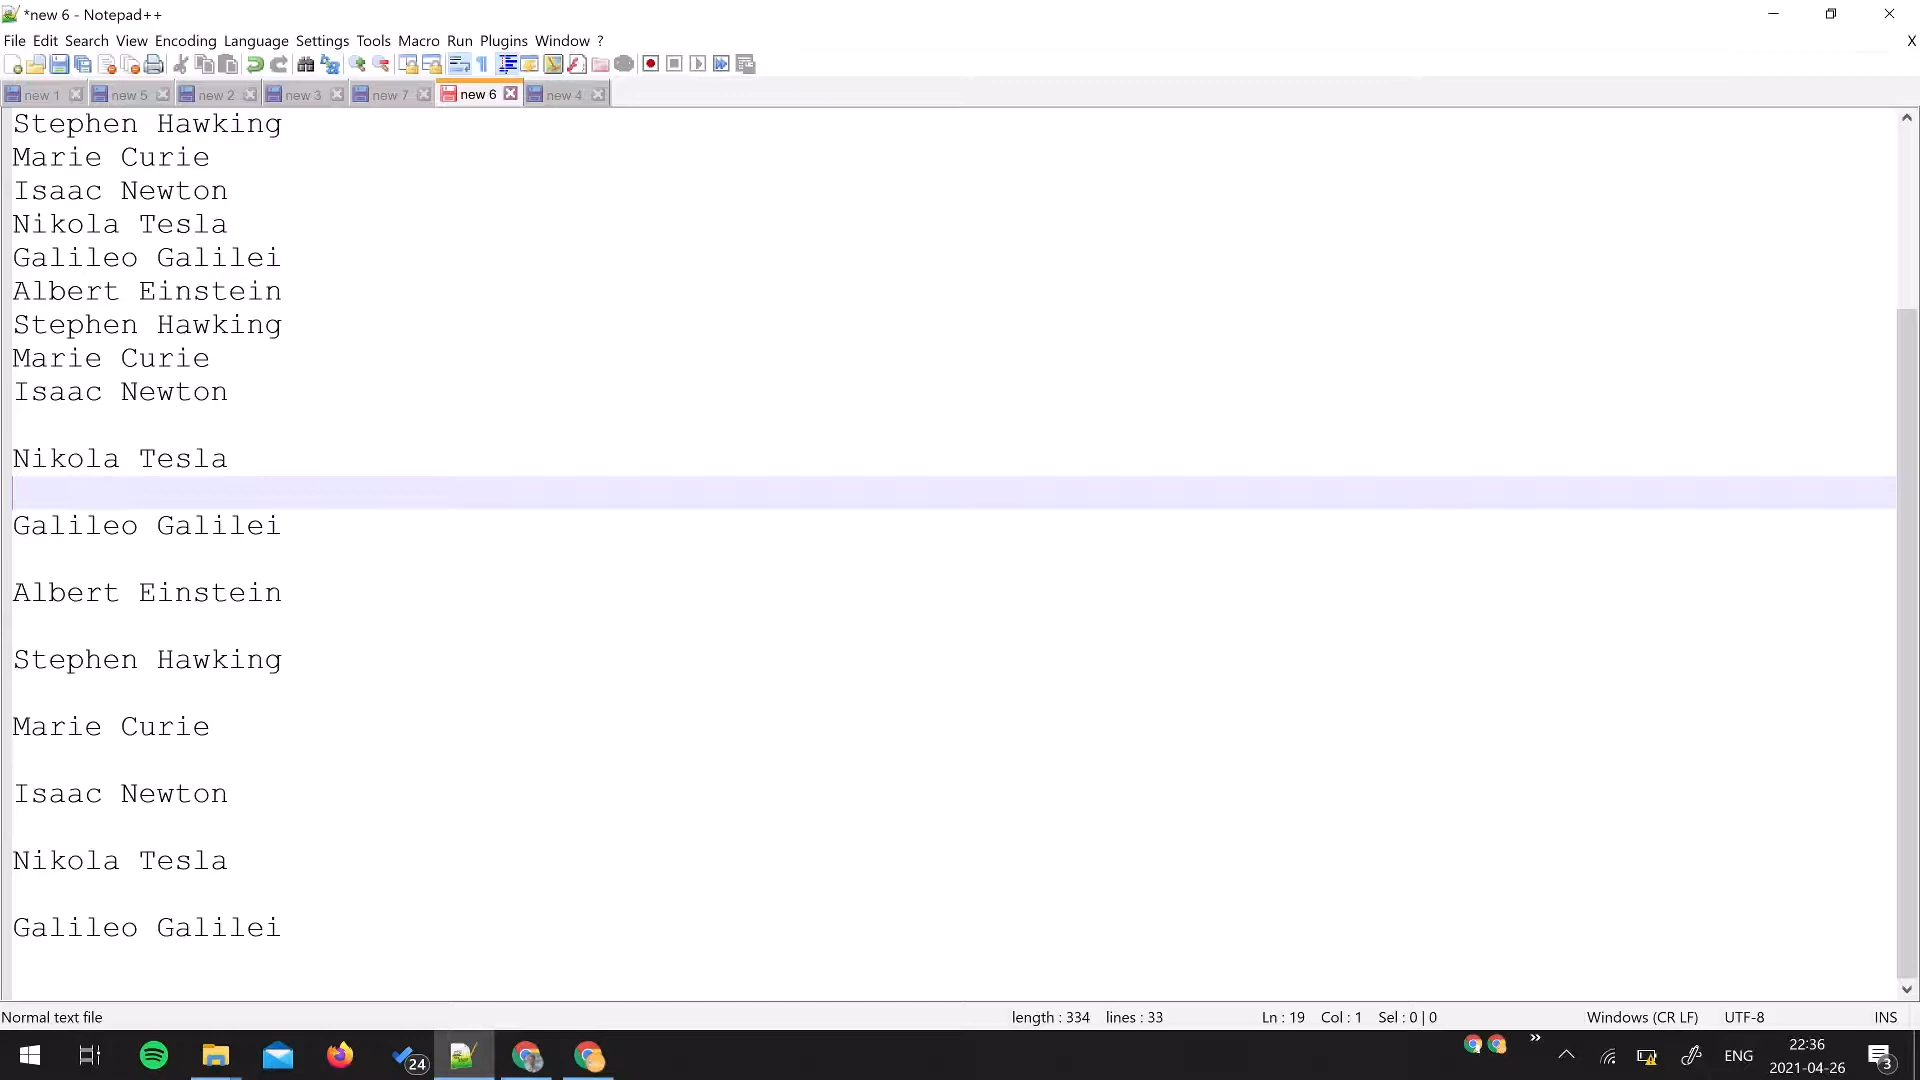 *new 6 - Notepad++
File Edit Search View Encoding Language Settings Tools Macro Run Plugins Window ?
X
new 1 new 5 new 2 new 3 new 7 new 6 new 4
Stephen Hawking
Marie Curie
Isaac Newton
Nikola Tesla
Galileo Galilei
Albert Einstein
Stephen Hawking
Marie Curie
Isaac Newton
Nikola Tesla
Galileo Galilei
Albert Einstein
Stephen Hawking
Marie Curie
Isaac Newton
Nikola Tesla
Galileo Galilei
Normal text file length : 334 lines : 33 Ln : 19 Col : 1 Sel : 0 | 0 Windows (CR LF) UTF-8 INS
24
ENG
22:36
2021-04-26
3